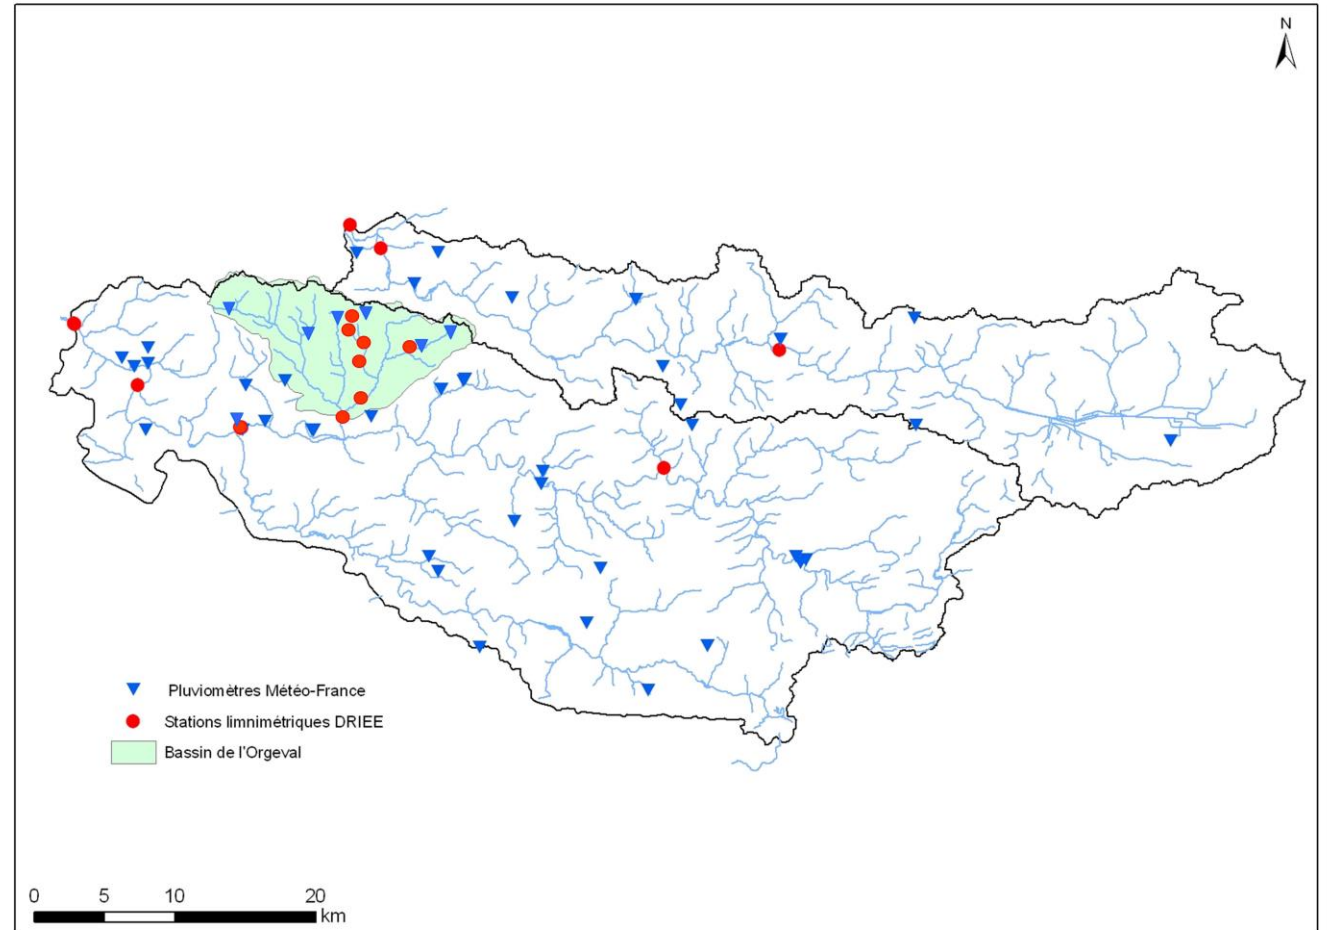 N
Pluviomètres Météo-France
Stations limnimétriques DRIEE
Bassin de l'Orgeval
0 5 10 20
km